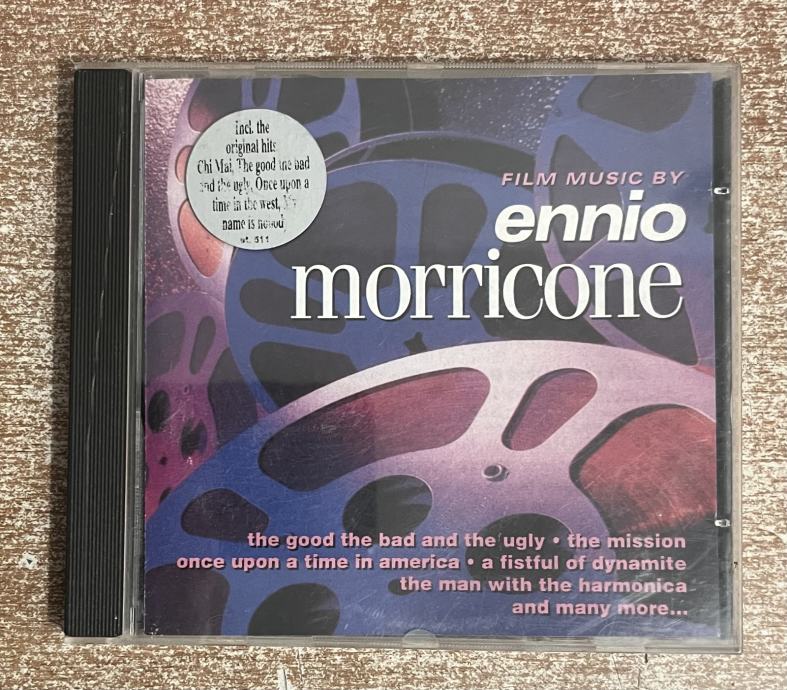 incl. the
original hits
Chi Mai, The good the bad
and the ugly, Once upon a
time in the west, My
name is
st. 511
FILM MUSIC BY
ennio
morricone
the good the bad and the ugly • the mission
once upon a time in america • a fistful of dynamite
the man with the harmonica
and many more...